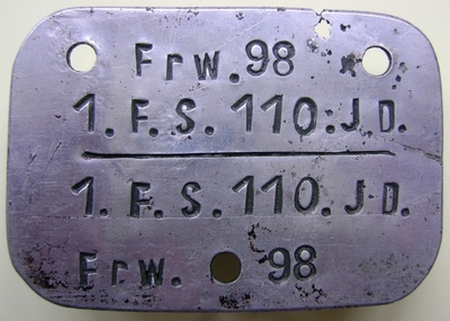 Frw. 98
1. F. S. 110. J D.
1. F. S. 110. J D.
Frw. 98